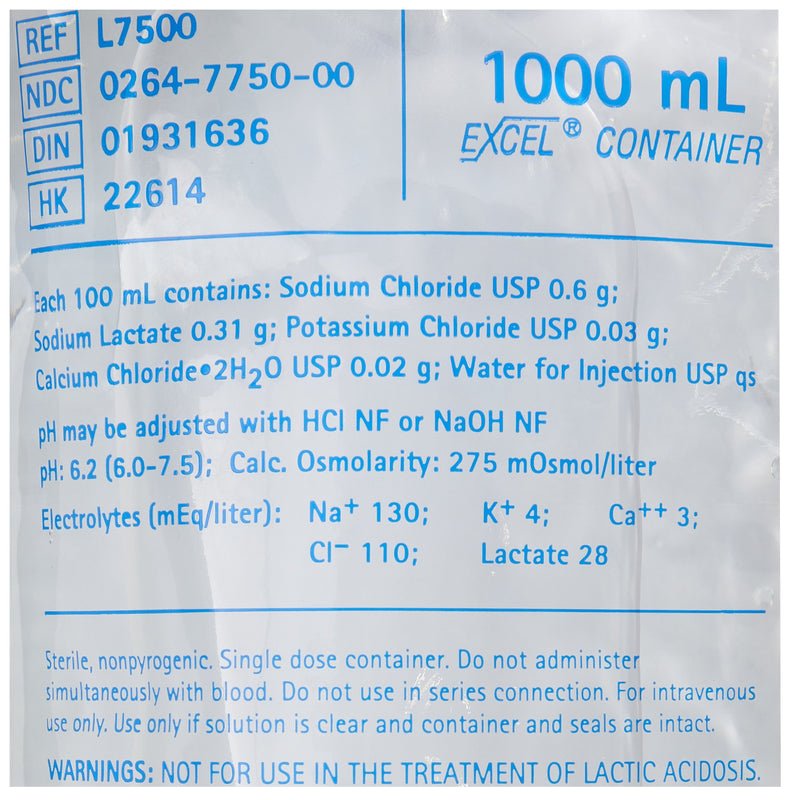 REF L7500
NDC 0264-7750-00
DIN 01931636
HK 22614
1000 mL
EXCEL® CONTAINER
Each 100 mL contains: Sodium Chloride USP 0.6 g;
Sodium Lactate 0.31 g; Potassium Chloride USP 0.03 g;
Calcium Chloride•2H₂O USP 0.02 g; Water for Injection USP qs
pH may be adjusted with HCl NF or NaOH NF
pH: 6.2 (6.0-7.5); Calc. Osmolarity: 275 mOsmol/liter
Electrolytes (mEq/liter): Na⁺ 130; K⁺ 4; Ca⁺⁺ 3;
Cl⁻ 110; Lactate 28
Sterile, nonpyrogenic. Single dose container. Do not administer
simultaneously with blood. Do not use in series connection. For intravenous
use only. Use only if solution is clear and container and seals are intact.
WARNINGS: NOT FOR USE IN THE TREATMENT OF LACTIC ACIDOSIS.